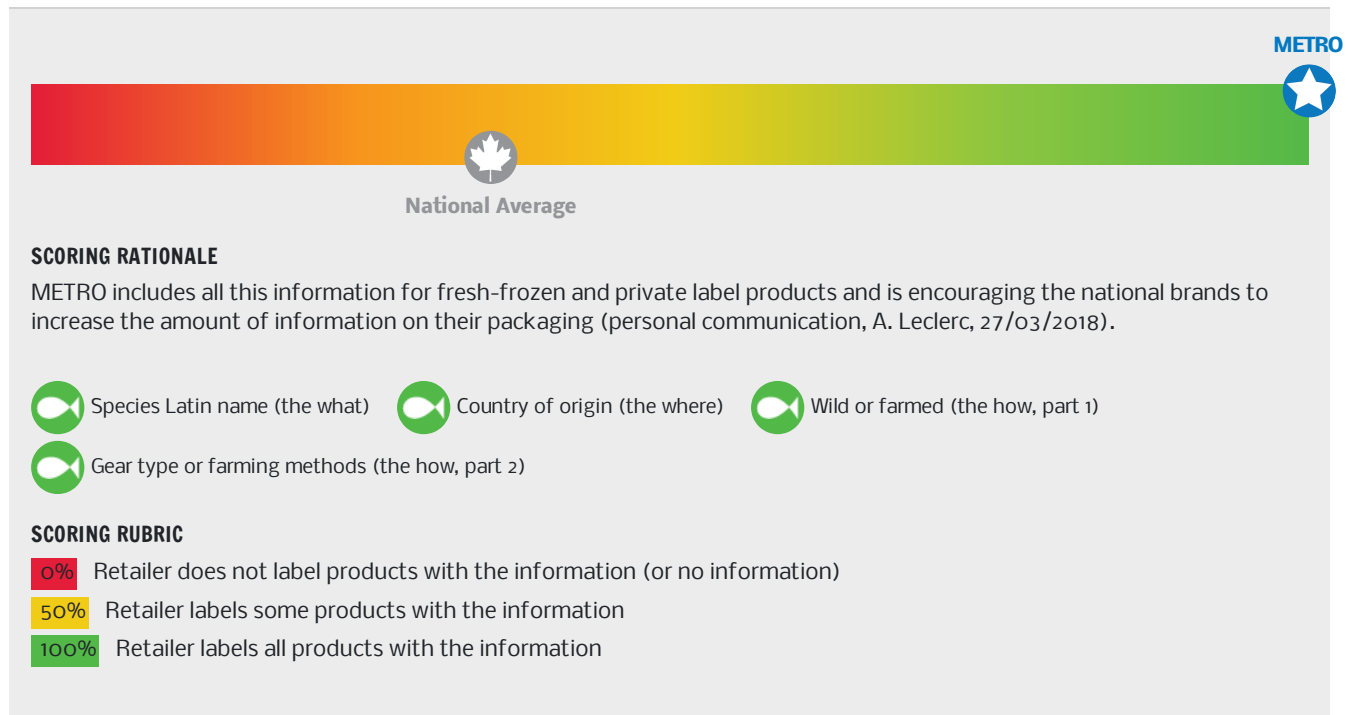 METRO
National Average
SCORING RATIONALE
METRO includes all this information for fresh-frozen and private label products and is encouraging the national brands to
increase the amount of information on their packaging (personal communication, A. Leclerc, 27/03/2018).
Species Latin name (the what) Country of origin (the where) Wild or farmed (the how, part 1)
Gear type or farming methods (the how, part 2)
SCORING RUBRIC
0% Retailer does not label products with the information (or no information)
50% Retailer labels some products with the information
100% Retailer labels all products with the information